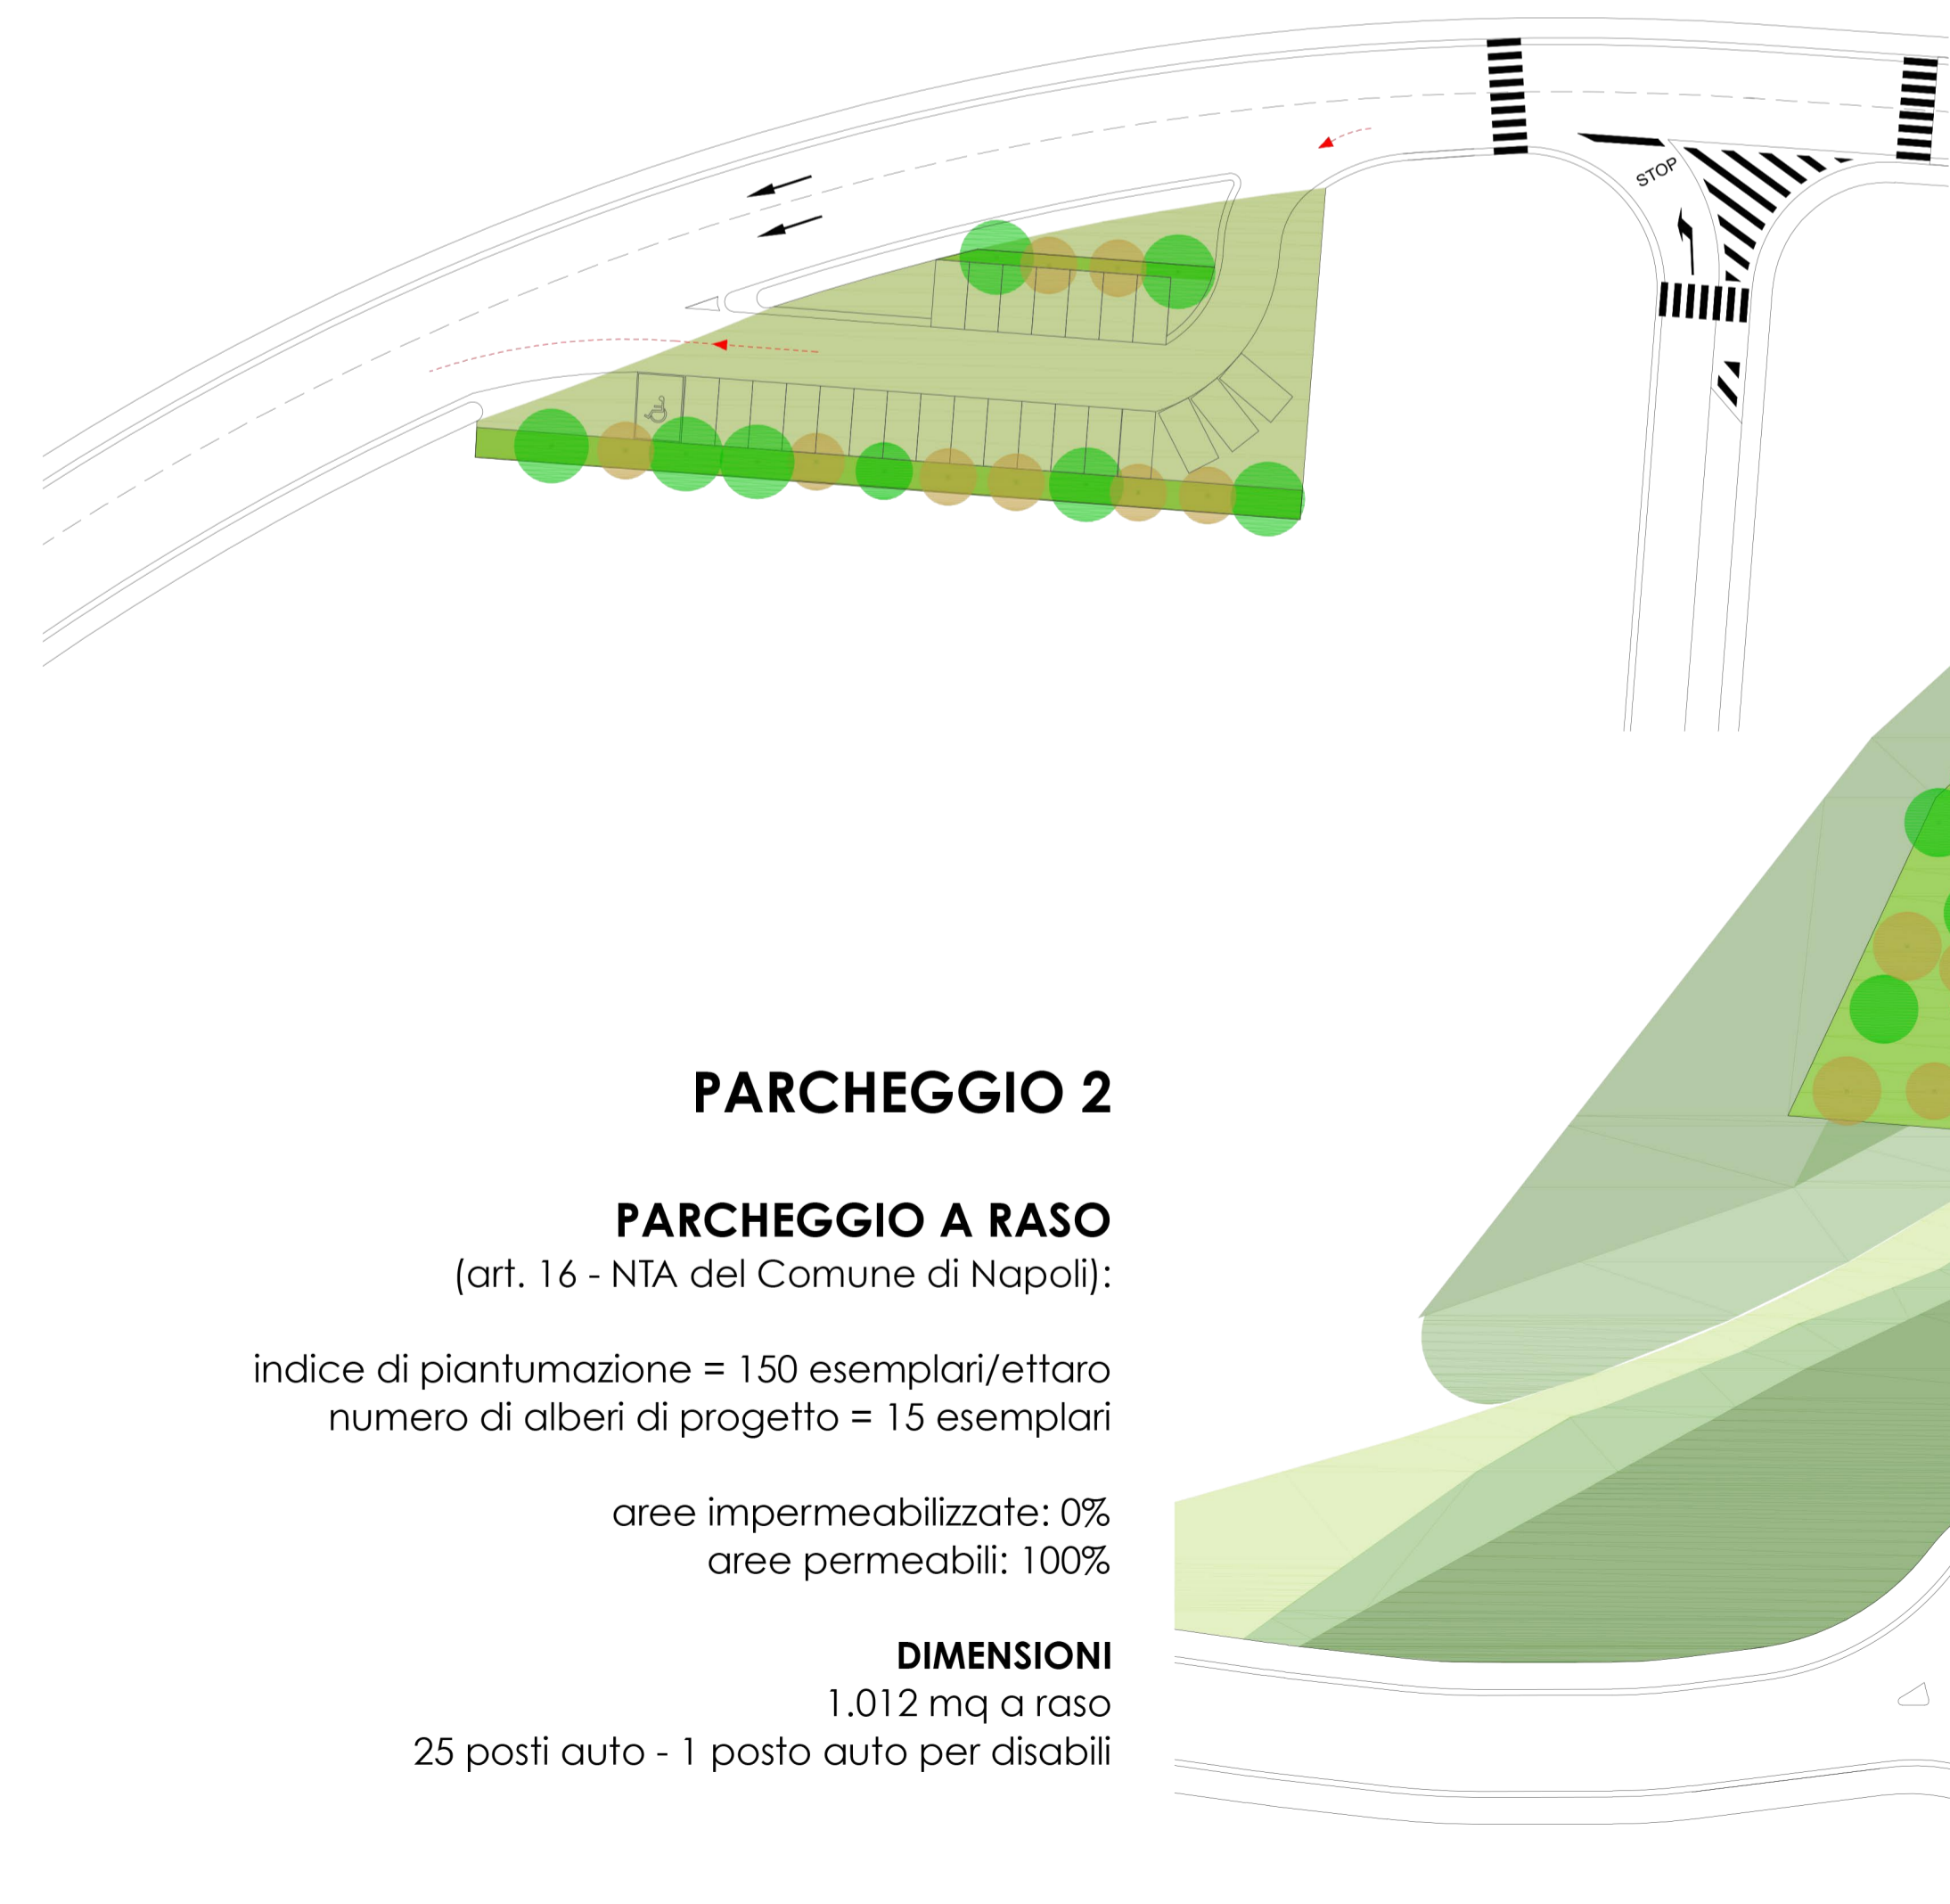 STOP
PARCHEGGIO 2
PARCHEGGIO A RASO
(art. 16 - NTA del Comune di Napoli):
indice di piantumazione = 150 esemplari/ettaro
numero di alberi di progetto = 15 esemplari
aree impermeabilizzate: 0%
aree permeabili: 100%
DIMENSIONI
1.012 mq a raso
25 posti auto - 1 posto auto per disabili